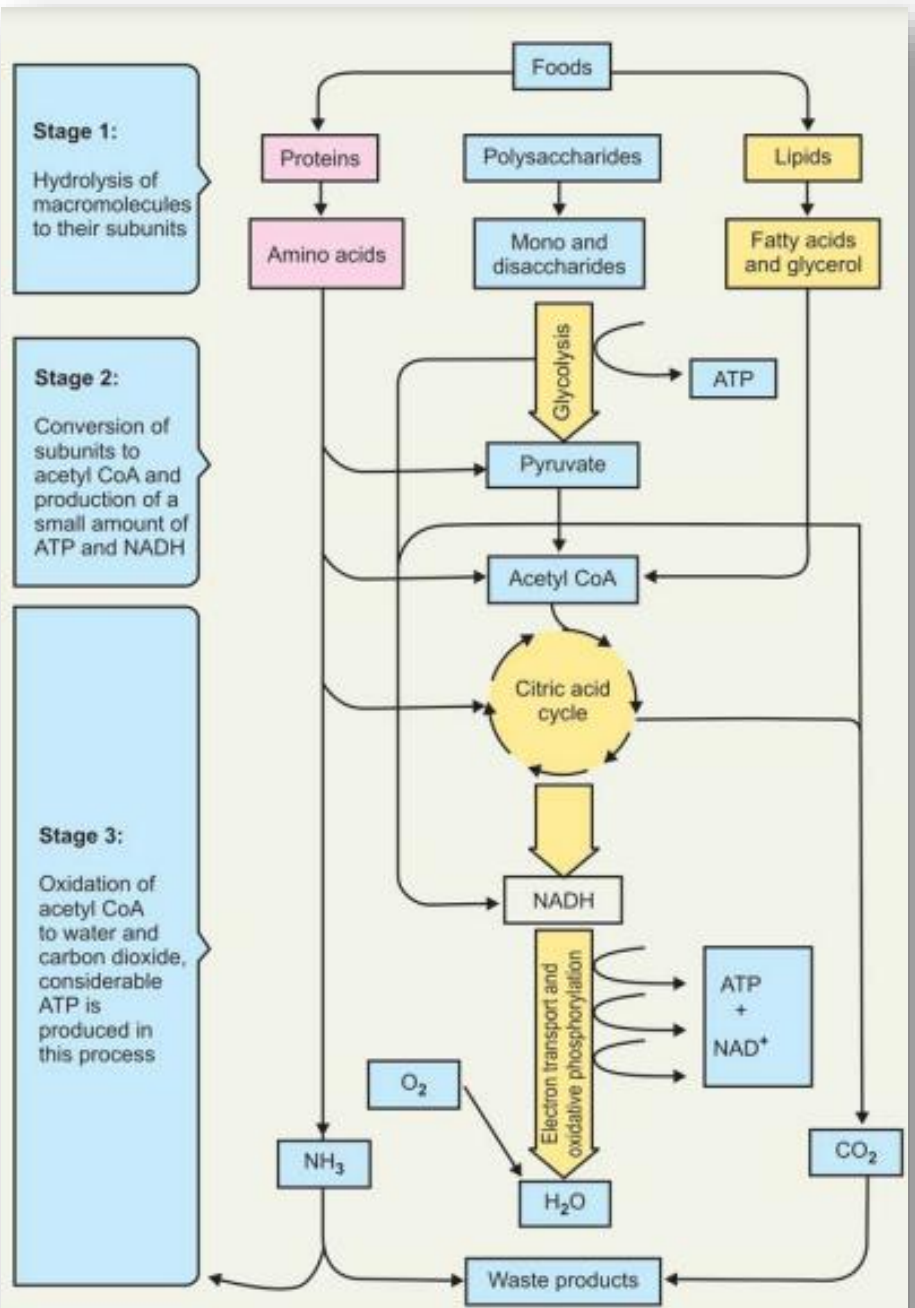 Foods
Stage 1:
Hydrolysis of
macromolecules
to their subunits
Proteins
Polysaccharides
Lipids
Amino acids
Mono and
disaccharides
Fatty acids
and glycerol
Stage 2:
Conversion of
subunits to
acetyl CoA and
production of a
small amount of
ATP and NADH
Glycolysis
ATP
Pyruvate
Acetyl CoA
Stage 3:
Oxidation of
acetyl CoA
to water and
carbon dioxide,
considerable
ATP is
produced in
this process
Citric acid
cycle
NADH
Electron transport and
oxidative phosphorylation
ATP
+
NAD⁺
O₂
NH₃
H₂O
CO₂
Waste products